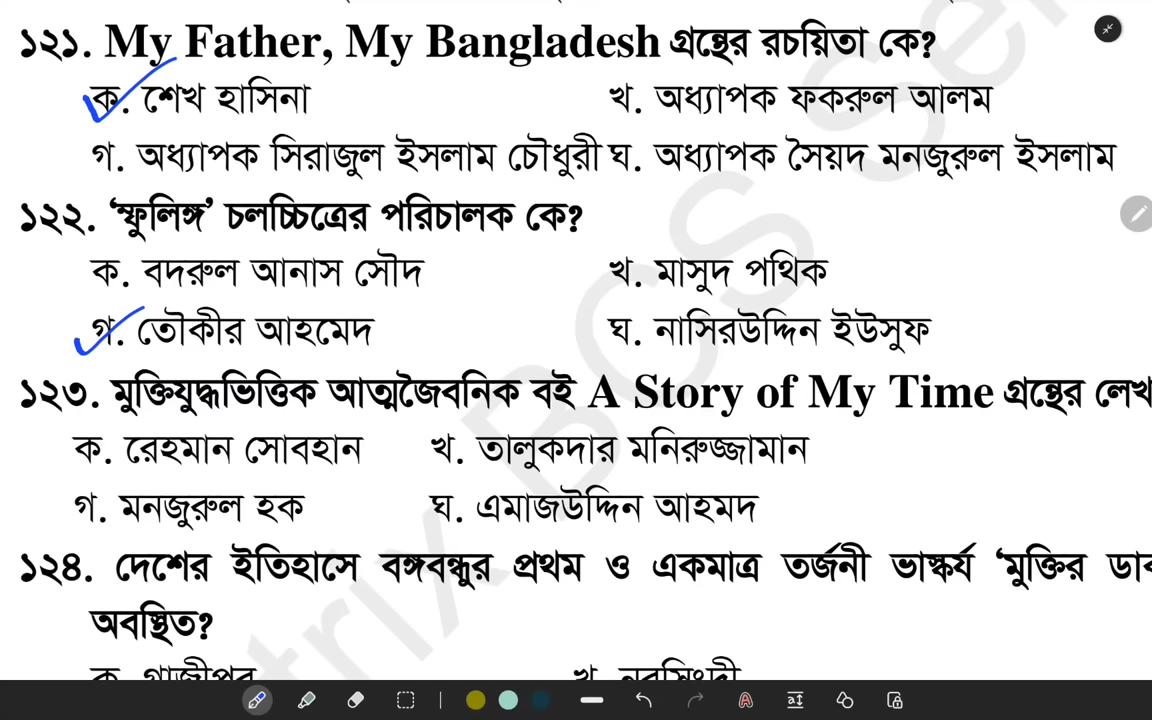 ১২১. My Father, My Bangladesh গ্রন্থের রচয়িতা কে?
ক. শেখ হাসিনা খ. অধ্যাপক ফকরুল আলম
গ. অধ্যাপক সিরাজুল ইসলাম চৌধুরী ঘ. অধ্যাপক সৈয়দ মনজুরুল ইসলাম
১২২. ‘স্ফুলিঙ্গ’ চলচ্চিত্রের পরিচালক কে?
ক. বদরুল আনাস সৌদ খ. মাসুদ পথিক
গ. তৌকীর আহমেদ ঘ. নাসিরউদ্দিন ইউসুফ
১২৩. মুক্তিযুদ্ধভিত্তিক আত্মজৈবনিক বই A Story of My Time গ্রন্থের লেখ
ক. রেহমান সোবহান খ. তালুকদার মনিরুজ্জামান
গ. মনজুরুল হক ঘ. এমাজউদ্দিন আহমদ
১২৪. দেশের ইতিহাসে বঙ্গবন্ধুর প্রথম ও একমাত্র তর্জনী ভাস্কর্য ‘মুক্তির ডাক
অবস্থিত?
ক. গাজীপুর খ. নরসিংদী